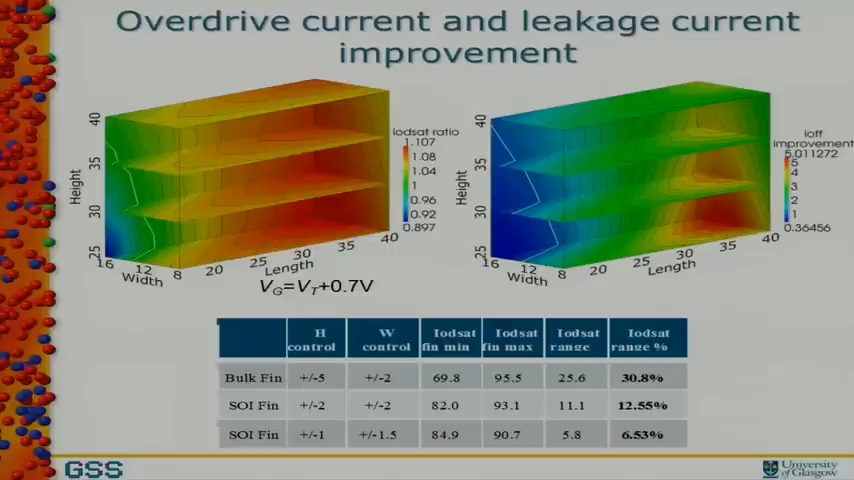 Overdrive current and leakage current
improvement
40
35
30
25
Height
16
12
8
Width
20
25
30
35
40
Length
iodsat ratio
1.107
1.08
1.04
1
0.96
0.92
0.897
40
35
30
25
Height
16
12
8
Width
20
25
30
35
40
Length
Ioff
improvement
5.011272
5
4
3
2
1
0.36456
VG=VT+0.7V
H control W control Iodsat fin min Iodsat fin max Iodsat range Iodsat range %
Bulk Fin +/-5 +/-2 69.8 95.5 25.6 30.8%
SOI Fin +/-2 +/-2 82.0 93.1 11.1 12.55%
SOI Fin +/-1 +/-1.5 84.9 90.7 5.8 6.53%
GSS
University
of Glasgow